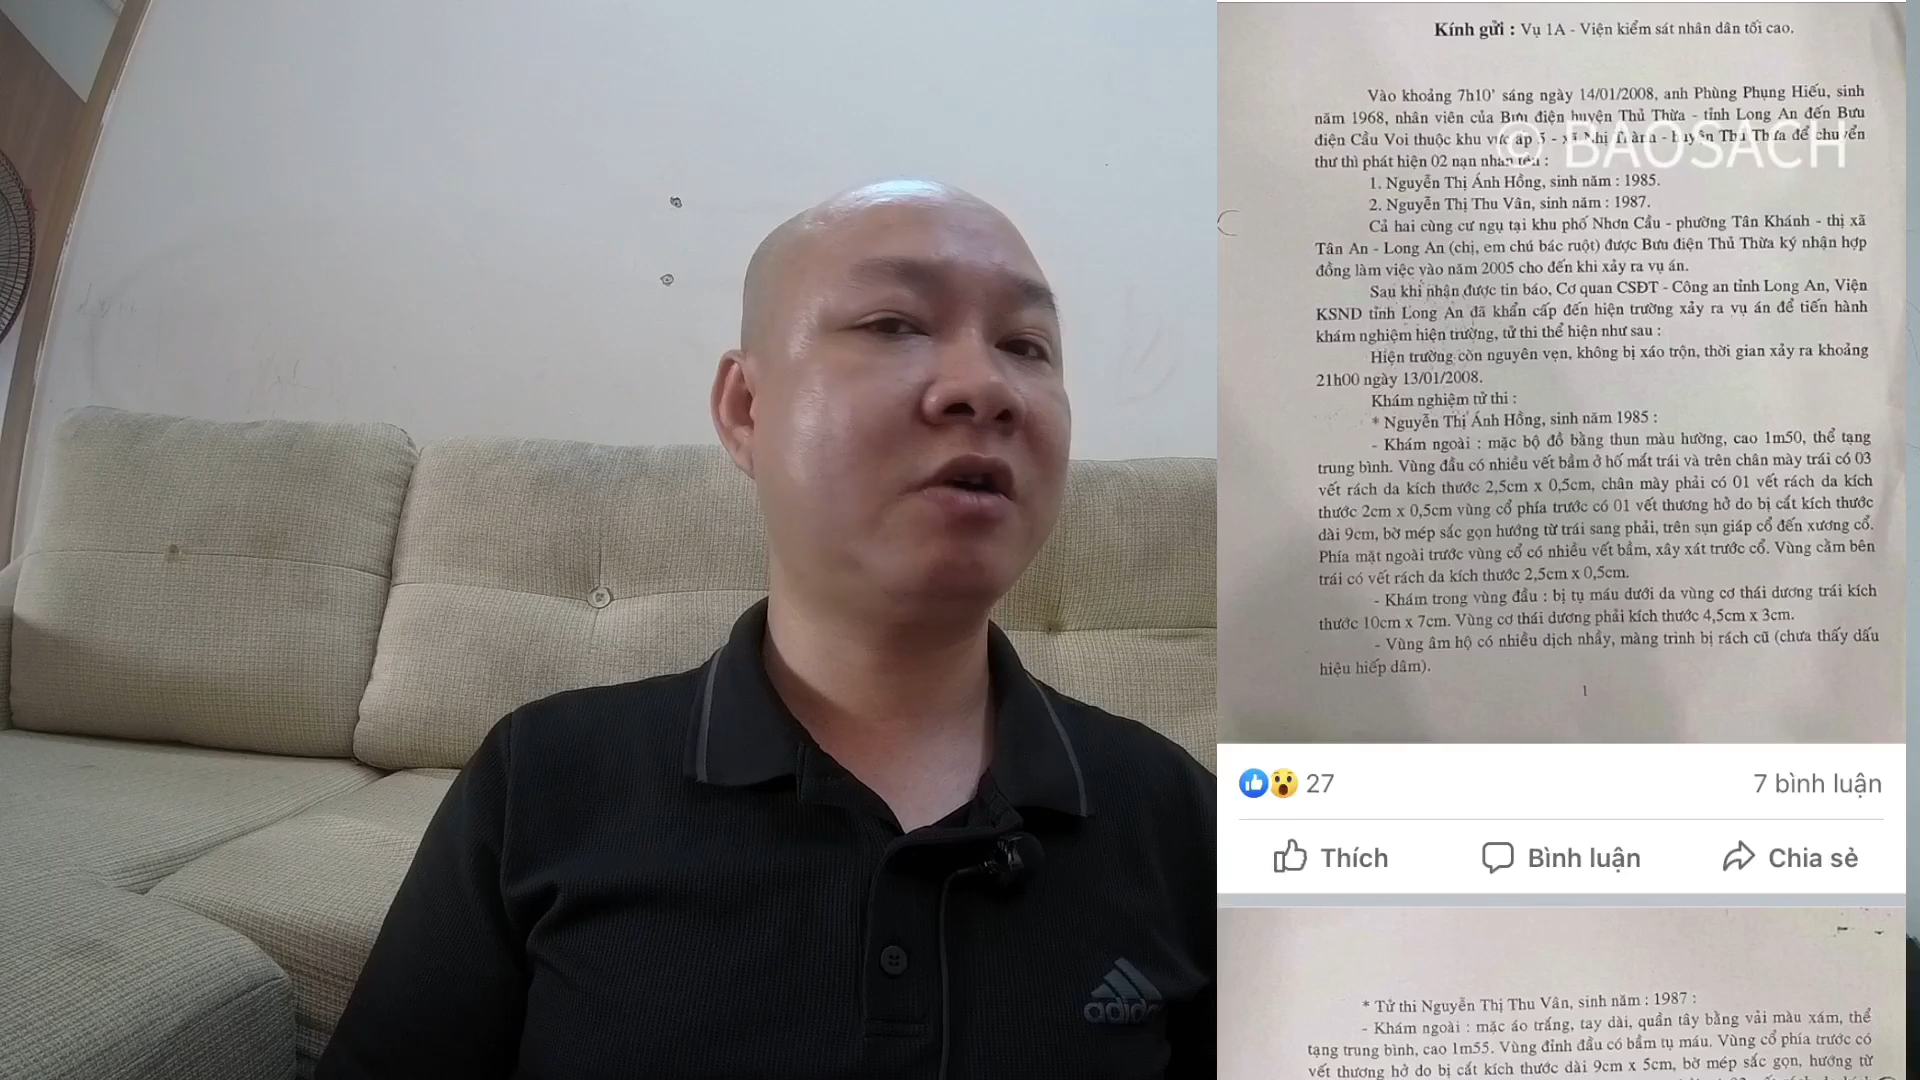 Kính gửi : Vụ 1A - Viện kiểm sát nhân dân tối cao.
Vào khoảng 7h10' sáng ngày 14/01/2008, anh Phùng Phụng Hiếu, sinh
năm 1968, nhân viên của Bưu điện huyện Thủ Thừa - tỉnh Long An đến Bưu
điện Cầu Voi thuộc khu vực ấp 5 - xã Nhị Thành - huyện Thủ Thừa để chuyển
thư thì phát hiện 02 nạn nhân tên :
© BAOSACH
1. Nguyễn Thị Ánh Hồng, sinh năm : 1985.
2. Nguyễn Thị Thu Vân, sinh năm : 1987.
Cả hai cùng cư ngụ tại khu phố Nhơn Cầu - phường Tân Khánh - thị xã
Tân An - Long An (chị, em chú bác ruột) được Bưu điện Thủ Thừa ký nhận hợp
đồng làm việc vào năm 2005 cho đến khi xảy ra vụ án.
Sau khi nhận được tin báo, Cơ quan CSĐT - Công an tỉnh Long An, Viện
KSND tỉnh Long An đã khẩn cấp đến hiện trường xảy ra vụ án để tiến hành
khám nghiệm hiện trường, tử thi thể hiện như sau :
Hiện trường còn nguyên vẹn, không bị xáo trộn, thời gian xảy ra khoảng
21h00 ngày 13/01/2008.
Khám nghiệm tử thi :
* Nguyễn Thị Ánh Hồng, sinh năm 1985 :
- Khám ngoài : mặc bộ đồ bằng thun màu hường, cao 1m50, thể tạng
trung bình. Vùng đầu có nhiều vết bầm ở hố mắt trái và trên chân mày trái có 03
vết rách da kích thước 2,5cm x 0,5cm, chân mày phải có 01 vết rách da kích
thước 2cm x 0,5cm vùng cổ phía trước có 01 vết thương hở do bị cắt kích thước
dài 9cm, bờ mép sắc gọn hướng từ trái sang phải, trên sụn giáp cổ đến xương cổ.
Phía mặt ngoài trước vùng cổ có nhiều vết bầm, xây xát trước cổ. Vùng cằm bên
trái có vết rách da kích thước 2,5cm x 0,5cm.
- Khám trong vùng đầu : bị tụ máu dưới da vùng cơ thái dương trái kích
thước 10cm x 7cm. Vùng cơ thái dương phải kích thước 4,5cm x 3cm.
- Vùng âm hộ có nhiều dịch nhầy, màng trinh bị rách cũ (chưa thấy dấu
hiệu hiếp dâm).
1
27
7 bình luận
Thích
Bình luận
Chia sẻ
* Tử thi Nguyễn Thị Thu Vân, sinh năm : 1987 :
- Khám ngoài : mặc áo trắng, tay dài, quần tây bằng vải màu xám, thể
tạng trung bình, cao 1m55. Vùng đỉnh đầu có bầm tụ máu. Vùng cổ phía trước có
vết thương hở do bị cắt kích thước dài 9cm x 5cm, bờ mép sắc gọn, hướng từ
adidas